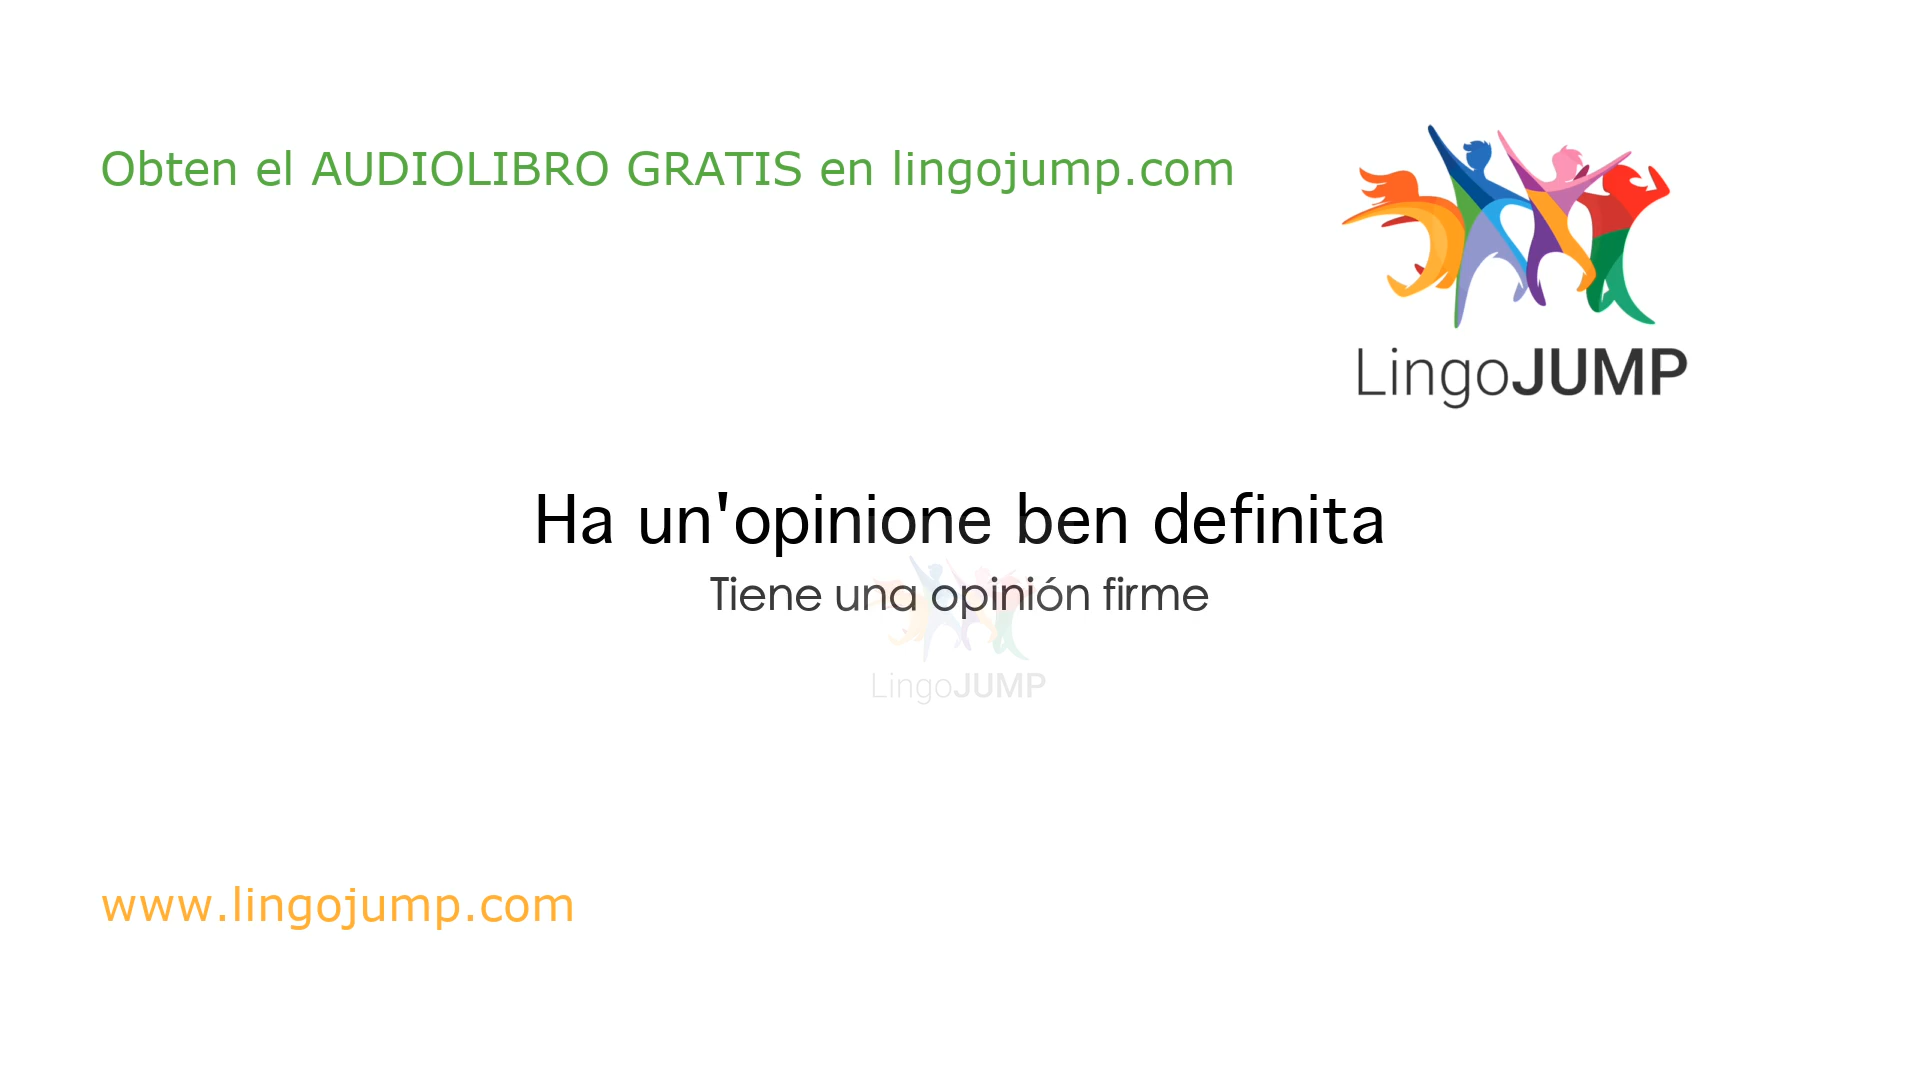 Obten el AUDIOLIBRO GRATIS en lingojump.com
LingoJUMP
Ha un'opinione ben definita
Tiene una opinión firme
LingoJUMP
www.lingojump.com